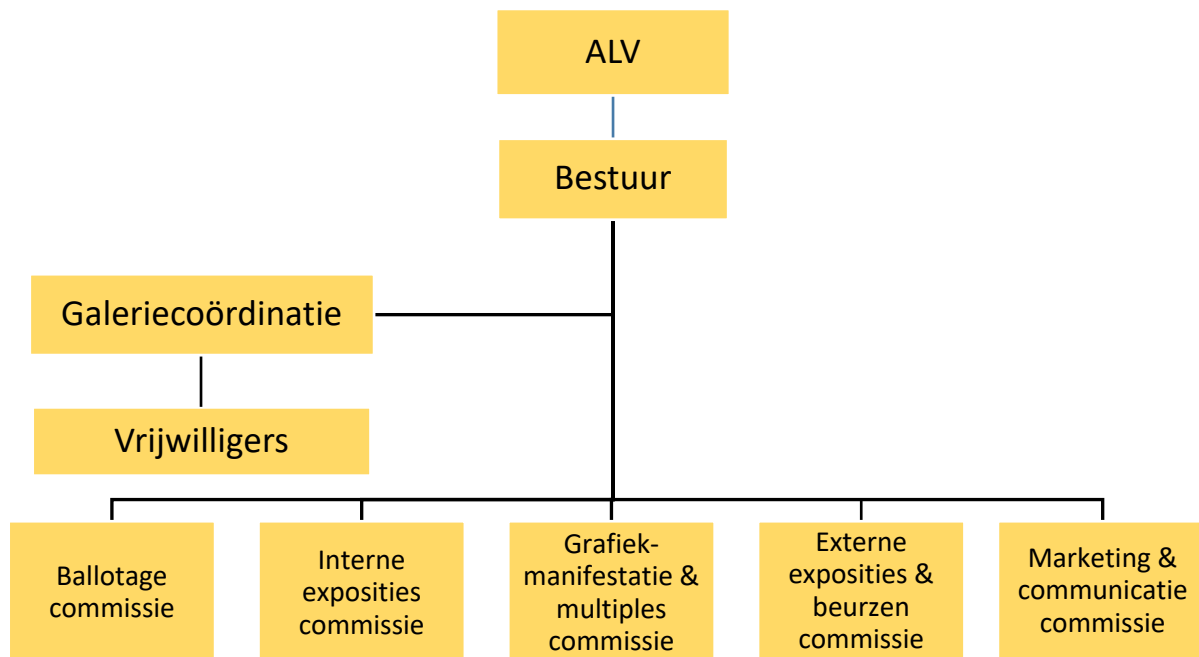 ALV
Bestuur
Galeriecoördinatie
Vrijwilligers
Ballotage
commissie
Interne
exposities
commissie
Grafiek-
manifestatie &
multiples
commissie
Externe
exposities &
beurzen
commissie
Marketing &
communicatie
commissie